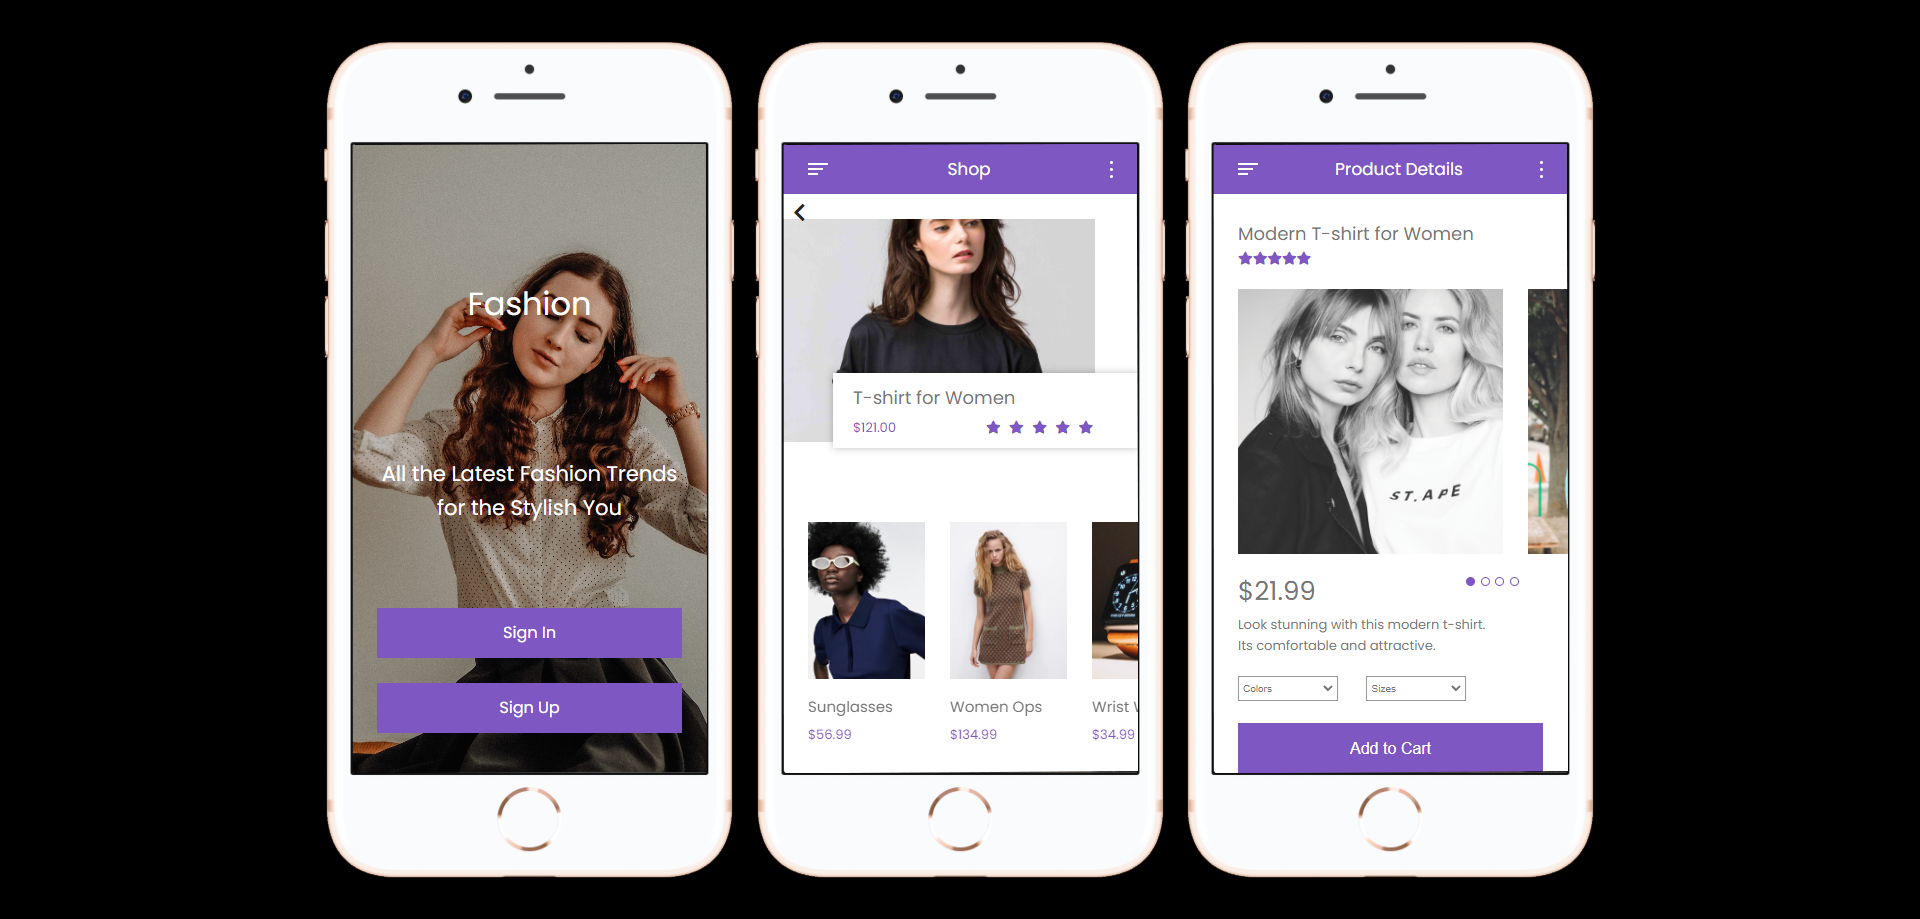 Fashion
All the Latest Fashion Trends
for the Stylish You
Sign In
Sign Up
Shop
T-shirt for Women
$121.00
Sunglasses
$56.99
Women Ops
$134.99
Wrist
$34.99
Product Details
Modern T-shirt for Women
ST.APE
$21.99
Look stunning with this modern t-shirt.
Its comfortable and attractive.
Colors
Sizes
Add to Cart